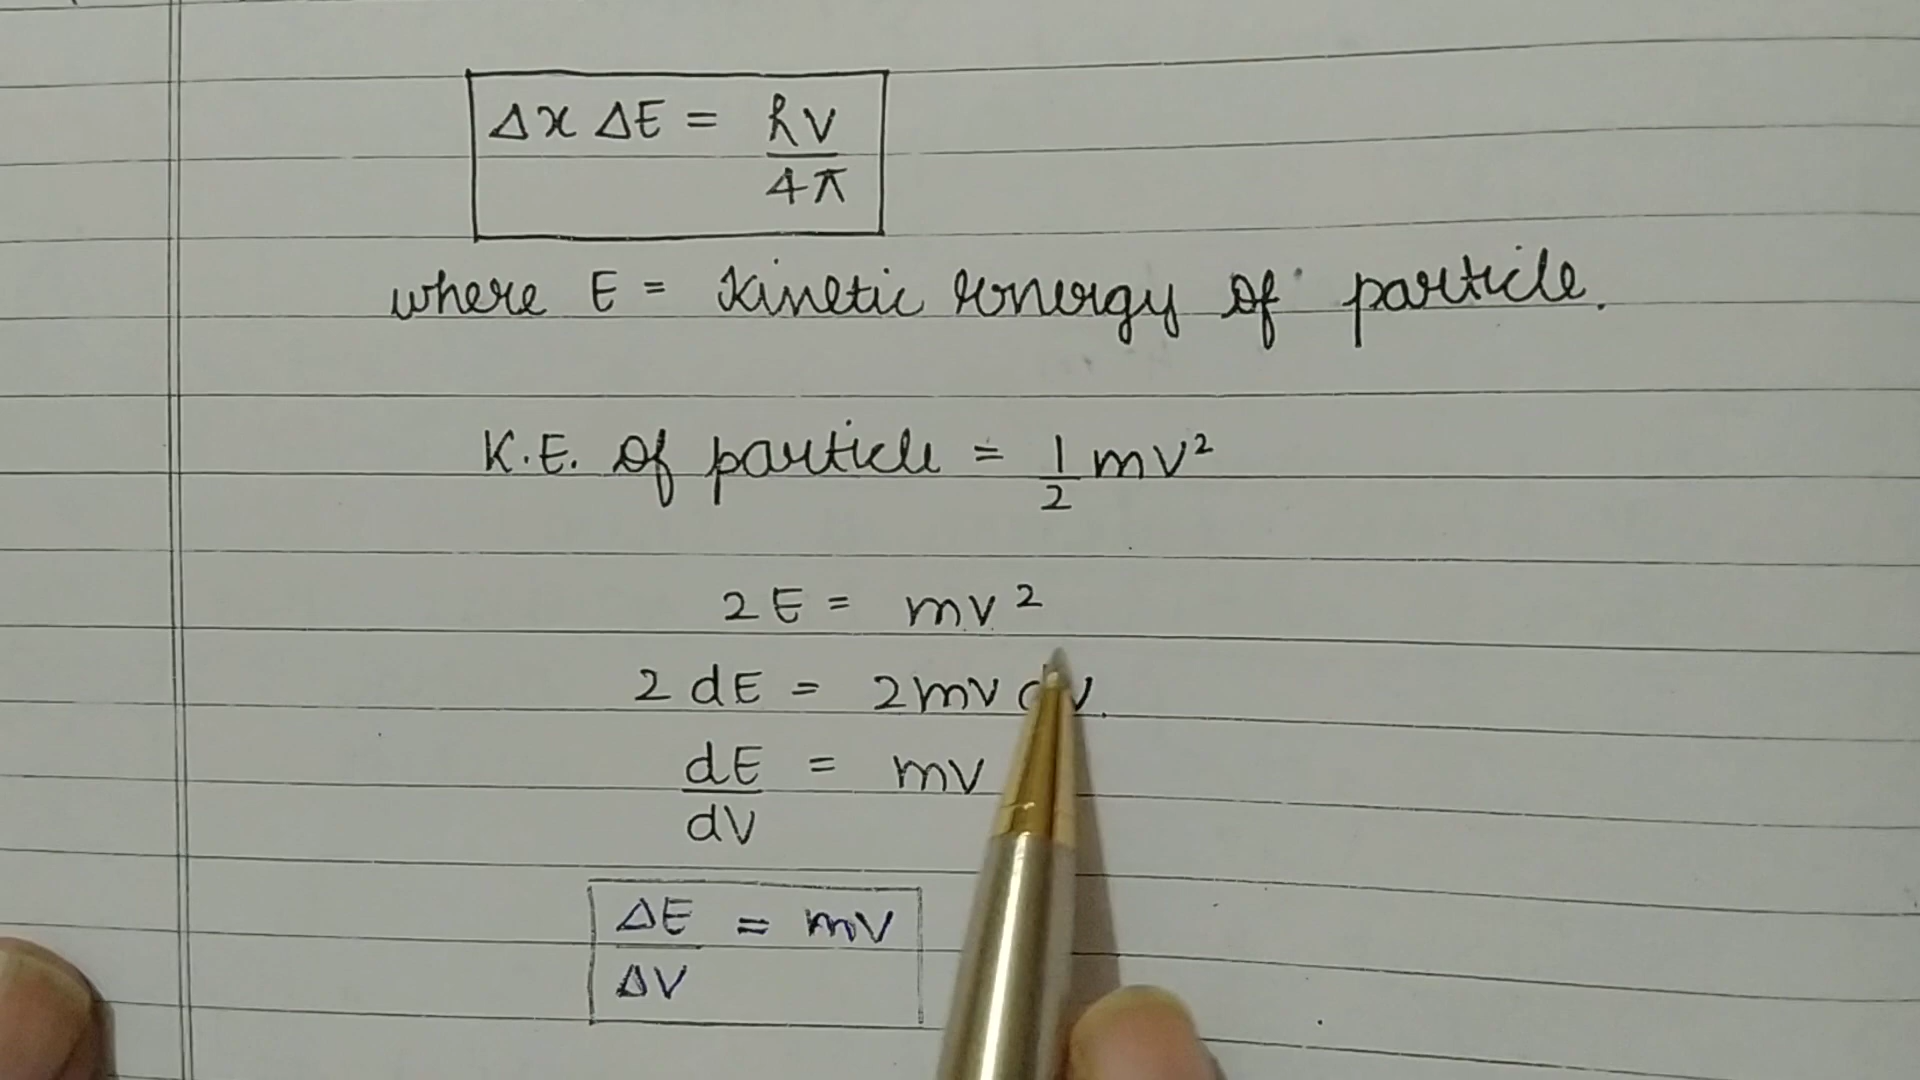 Δx ΔE = hv/4π
where E = Kinetic energy of particle.
K.E. of particle = 1/2 mv²
2E = mv²
2 dE = 2mv dv.
dE/dv = mv
ΔE/Δv = mv